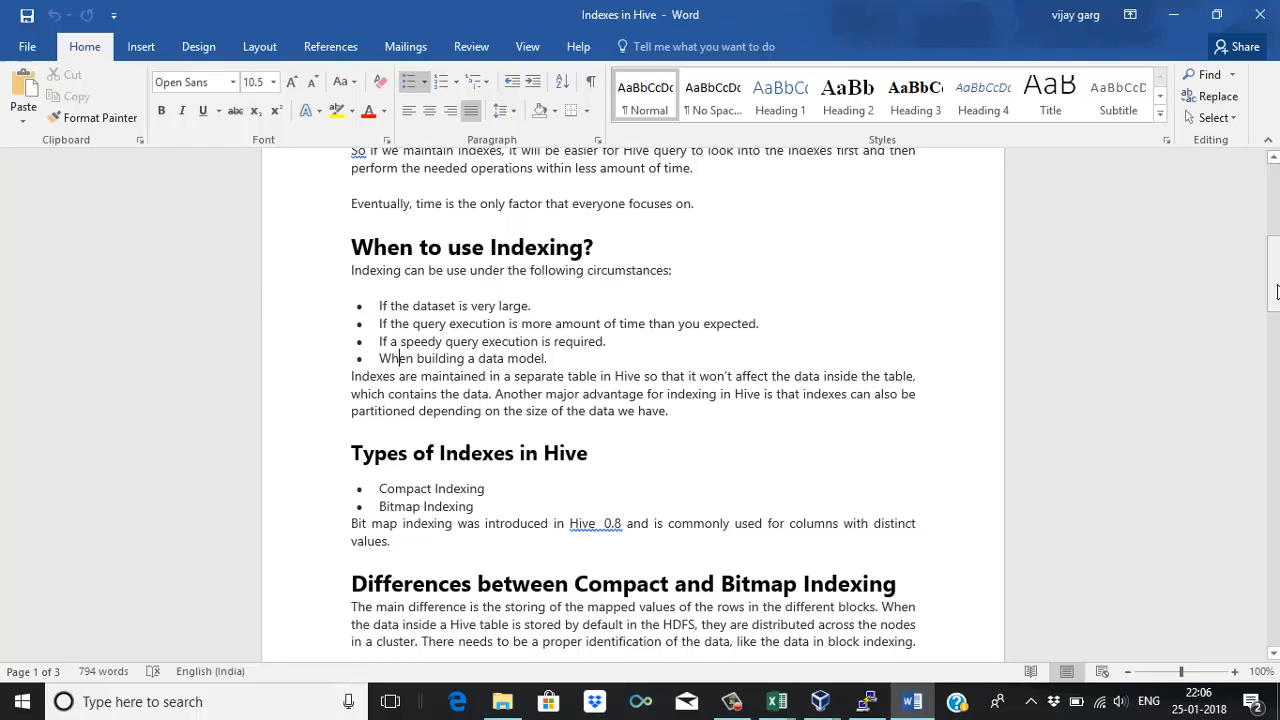 Indexes in Hive - Word
vijay garg
File Home Insert Design Layout References Mailings Review View Help Tell me what you want to do Share
Paste
Cut
Copy
Format Painter
Open Sans 10.5
Aa
B I U abc x₂ x² A A
¶
AaBbCcDc AaBbCcDc AaBbCc AaBb AaBbC AaBbCcDc AaB AaBbCcDc
¶ Normal ¶ No Spac... Heading 1 Heading 2 Heading 3 Heading 4 Title Subtitle
Find
Replace
Select
Clipboard Font Paragraph Styles Editing
So if we maintain indexes, it will be easier for Hive query to look into the indexes first and then
perform the needed operations within less amount of time.
Eventually, time is the only factor that everyone focuses on.
When to use Indexing?
Indexing can be use under the following circumstances:
• If the dataset is very large.
• If the query execution is more amount of time than you expected.
• If a speedy query execution is required.
• When building a data model.
Indexes are maintained in a separate table in Hive so that it won't affect the data inside the table,
which contains the data. Another major advantage for indexing in Hive is that indexes can also be
partitioned depending on the size of the data we have.
Types of Indexes in Hive
• Compact Indexing
• Bitmap Indexing
Bit map indexing was introduced in Hive 0.8 and is commonly used for columns with distinct
values.
Differences between Compact and Bitmap Indexing
The main difference is the storing of the mapped values of the rows in the different blocks. When
the data inside a Hive table is stored by default in the HDFS, they are distributed across the nodes
in a cluster. There needs to be a proper identification of the data, like the data in block indexing.
Page 1 of 3 794 words English (India) 100%
Type here to search
ENG
22:06
25-01-2018
2